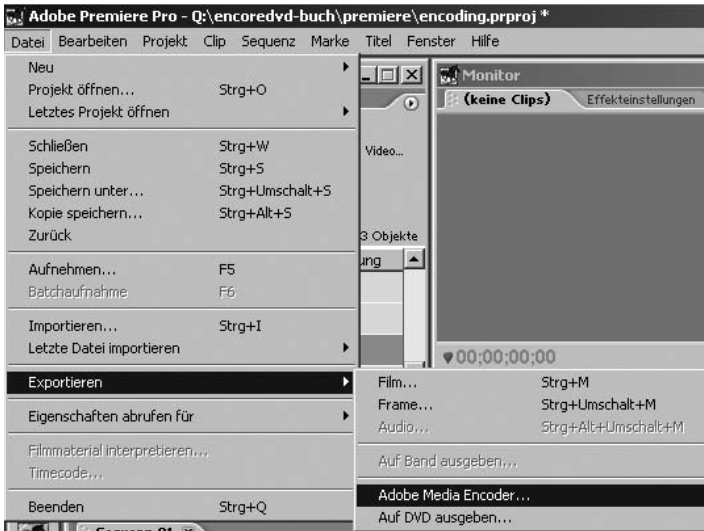 Adobe Premiere Pro - Q:\encoredvd-buch\premiere\encoding.prproj *
Datei Bearbeiten Projekt Clip Sequenz Marke Titel Fenster Hilfe
Neu
Projekt öffnen... Strg+O
Letztes Projekt öffnen
Schließen Strg+W
Speichern Strg+S
Speichern unter... Strg+Umschalt+S
Kopie speichern... Strg+Alt+S
Zurück
Aufnehmen... F5
Batchaufnahme F6
Importieren... Strg+I
Letzte Datei importieren
Exportieren
Eigenschaften abrufen für
Filmmaterial interpretieren...
Timecode...
Beenden Strg+Q
Video...
3 Objekte
Monitor
(keine Clips) Effekteinstellungen
00;00;00;00
Film... Strg+M
Frame... Strg+Umschalt+M
Audio... Strg+Alt+Umschalt+M
Auf Band ausgeben...
Adobe Media Encoder...
Auf DVD ausgeben...